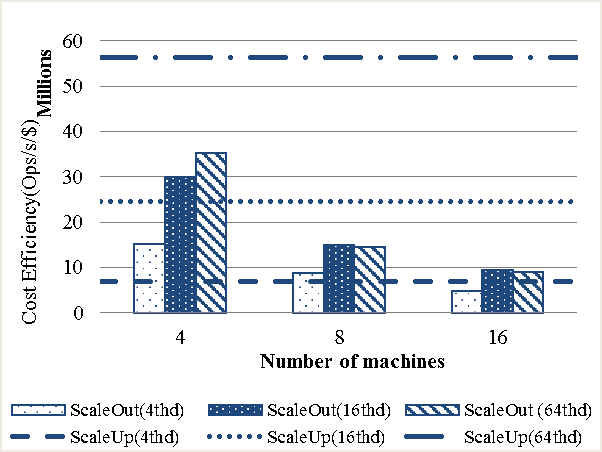 60
50
40
30
20
10
0
Cost Efficiency(Ops/s/$)
Millions
4 8 16
Number of machines
ScaleOut(4thd) ScaleOut(16thd) ScaleOut (64thd)
ScaleUp(4thd) ScaleUp(16thd) ScaleUp(64thd)